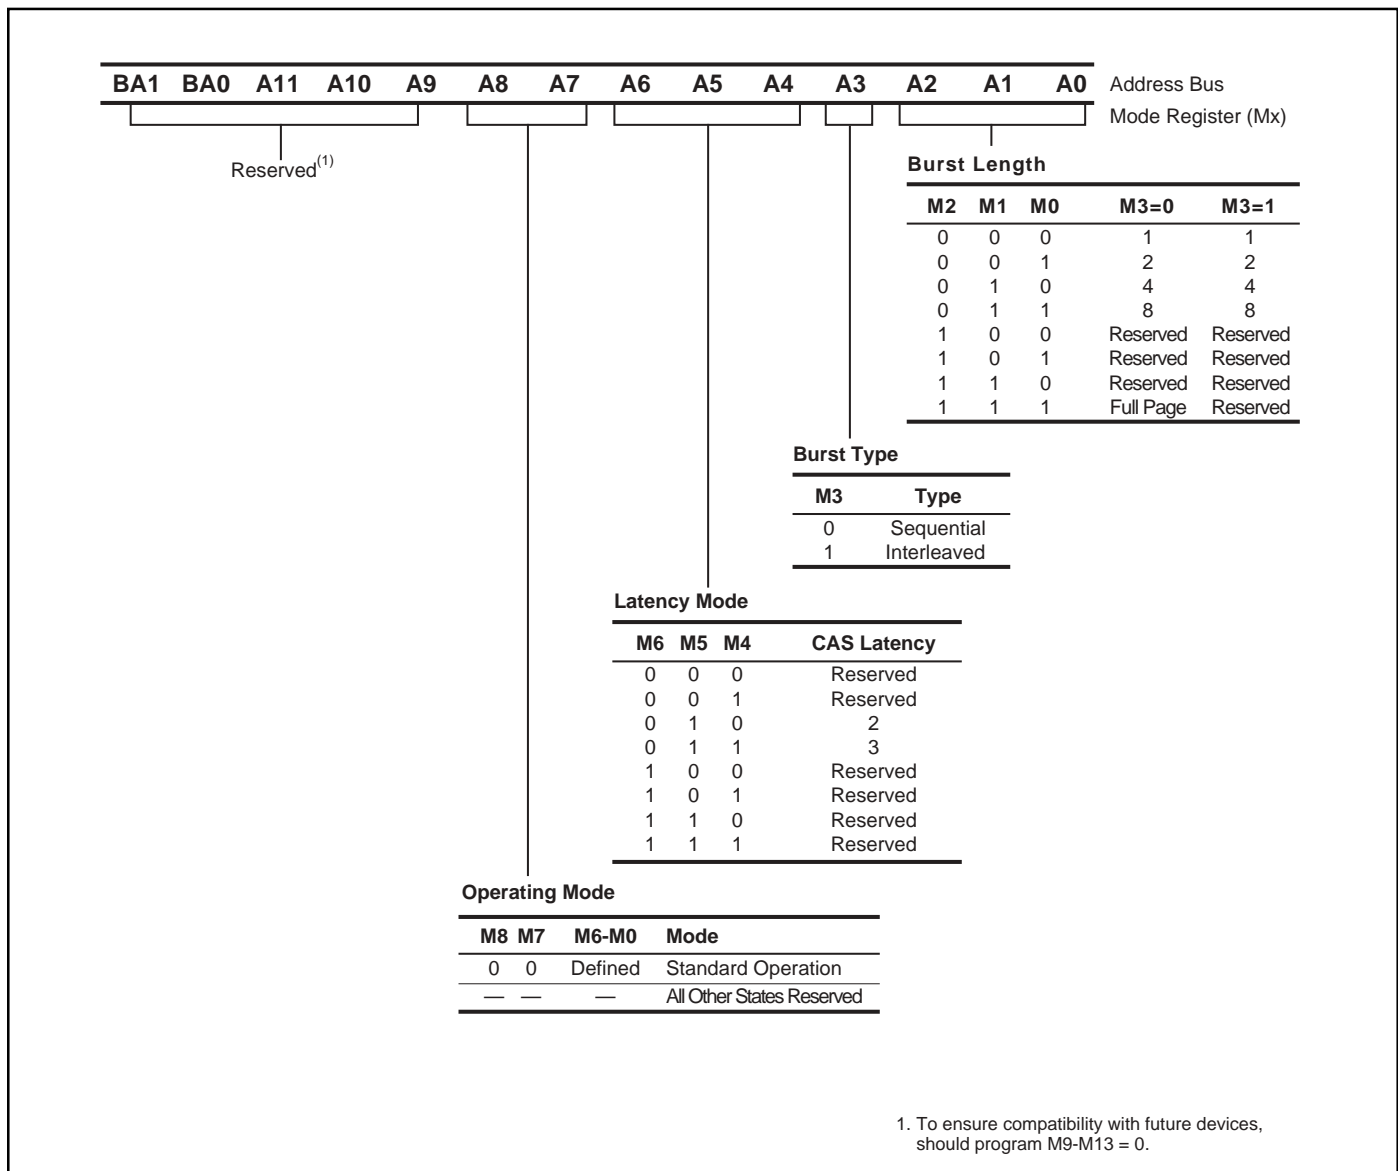 BA1 BA0 A11 A10 A9 A8 A7 A6 A5 A4 A3 A2 A1 A0 Address Bus
Mode Register (Mx)
Reserved(1)
Burst Length
M2 M1 M0 M3=0 M3=1
0 0 0 1 1
0 0 1 2 2
0 1 0 4 4
0 1 1 8 8
1 0 0 Reserved Reserved
1 0 1 Reserved Reserved
1 1 0 Reserved Reserved
1 1 1 Full Page Reserved
Burst Type
M3 Type
0 Sequential
1 Interleaved
Latency Mode
M6 M5 M4 CAS Latency
0 0 0 Reserved
0 0 1 Reserved
0 1 0 2
0 1 1 3
1 0 0 Reserved
1 0 1 Reserved
1 1 0 Reserved
1 1 1 Reserved
Operating Mode
M8 M7 M6-M0 Mode
0 0 Defined Standard Operation
— — — All Other States Reserved
1. To ensure compatibility with future devices,
should program M9-M13 = 0.